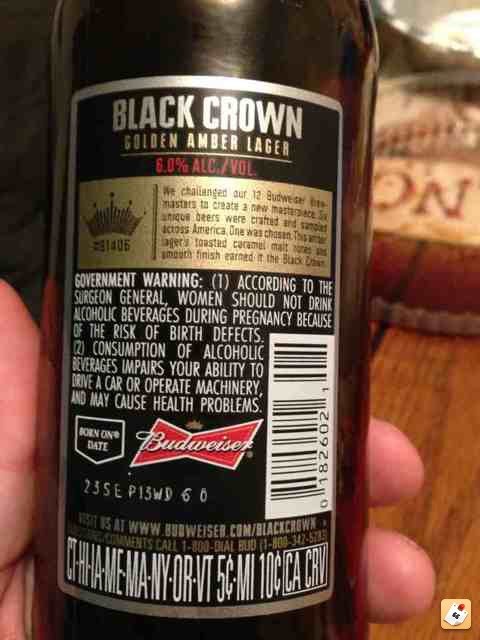 BLACK CROWN
GOLDEN AMBER LAGER
6.0% ALC./VOL.
We challenged our 12 Budweiser Brew-
masters to create a new masterpiece. Six
unique beers were crafted and sampled
across America. One was chosen. This amber
lager's toasted caramel malt notes and
smooth finish earned it the Black Crown.
#91406
GOVERNMENT WARNING: (1) ACCORDING TO THE
SURGEON GENERAL, WOMEN SHOULD NOT DRINK
ALCOHOLIC BEVERAGES DURING PREGNANCY BECAUSE
OF THE RISK OF BIRTH DEFECTS.
(2) CONSUMPTION OF ALCOHOLIC
BEVERAGES IMPAIRS YOUR ABILITY TO
DRIVE A CAR OR OPERATE MACHINERY,
AND MAY CAUSE HEALTH PROBLEMS.
BORN ON®
DATE
Budweiser
23SEP13WD 68
0 182602 1
VISIT US AT WWW.BUDWEISER.COM/BLACKCROWN
COMMENTS CALL 1-800-DIAL BUD (1-800-342-5283)
CT·HI·IA·ME·MA·NY·OR·VT 5¢·MI 10¢ CA CRV
NO